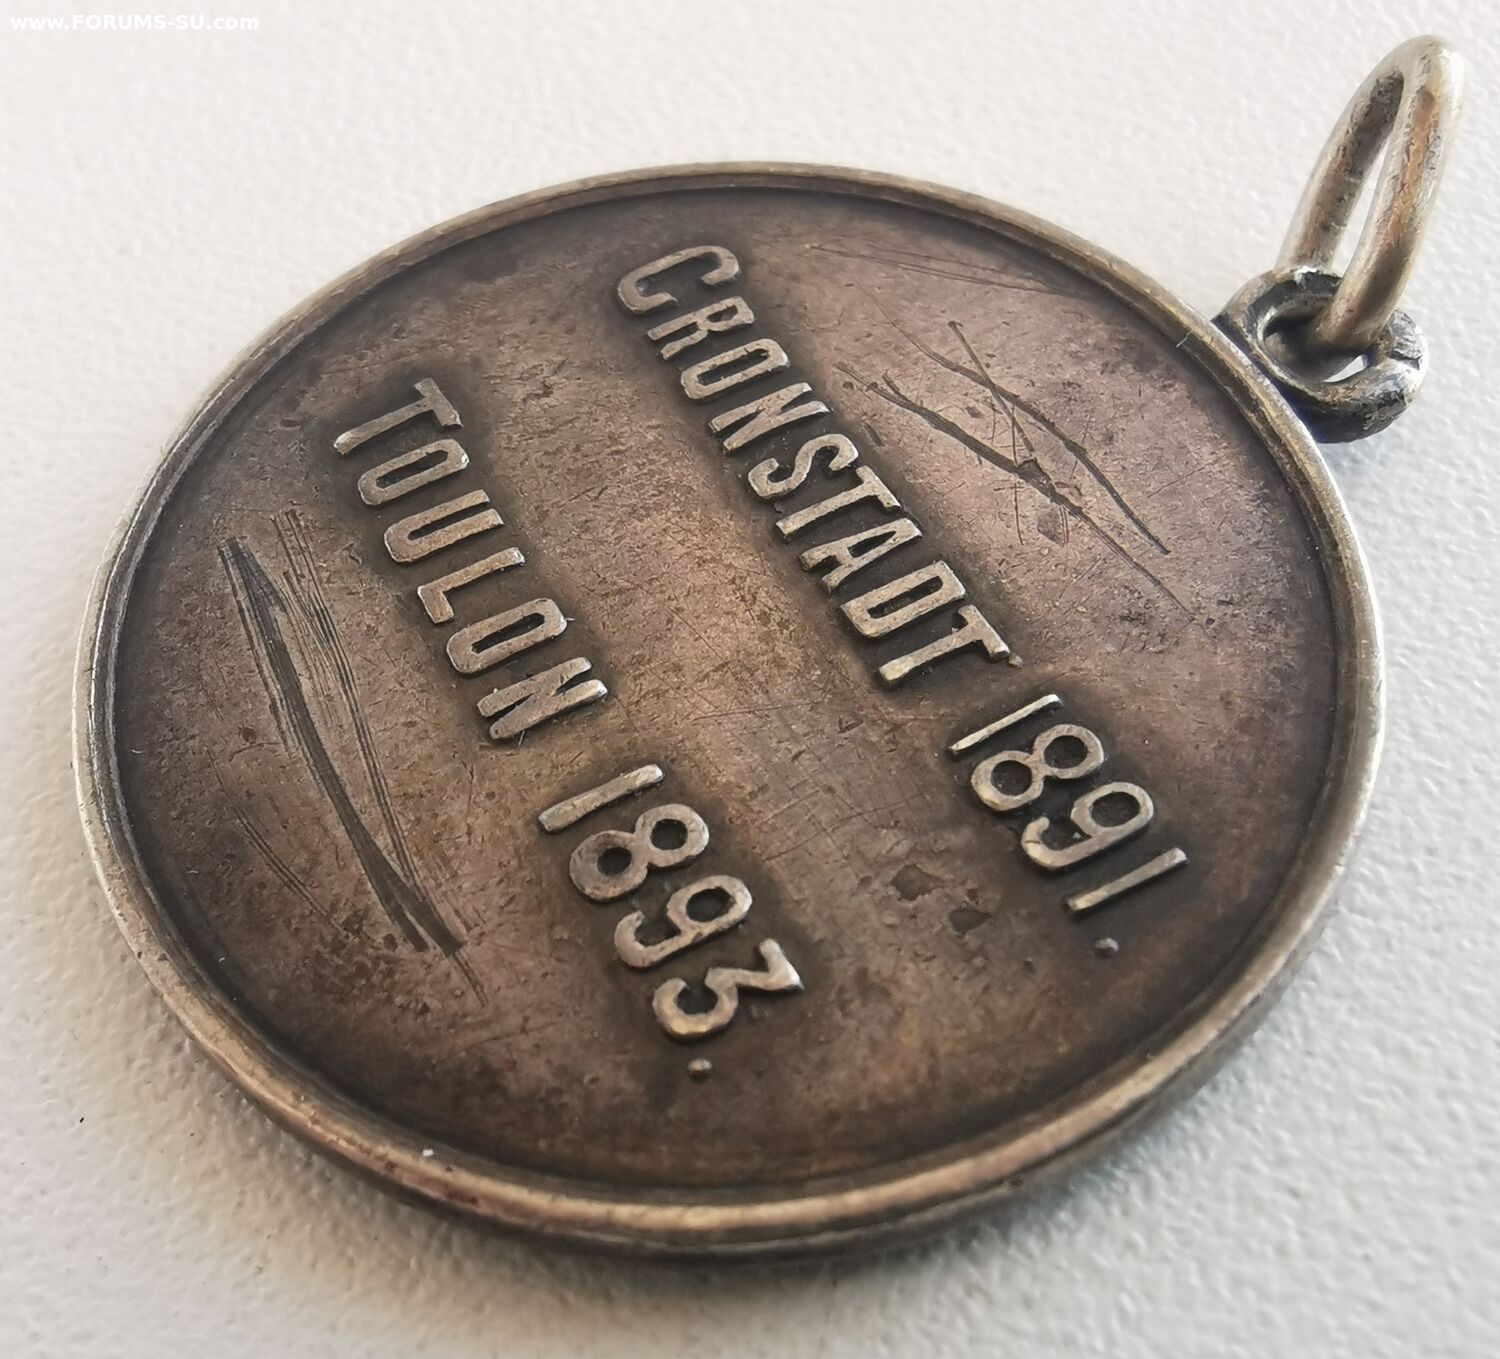 www.FORUMS-SU.com
CRONSTADT 1891.
TOULON 1893.